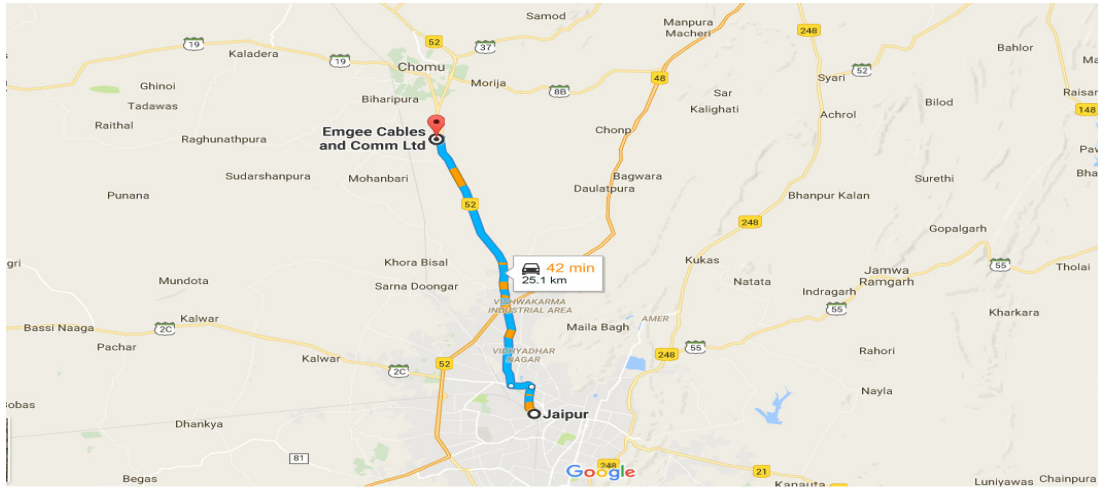 Samod
Manpura
Macheri
248
52
19
Kaladera
37
Bahlor
19
Chomu
Morija
48
Syari
52
Ghinoi
Biharipura
8B
Sar
Kalighati
Bilod
Raisar
Tadawas
148
Raithal
Emgee Cables
and Comm Ltd
Chonp
Achrol
Raghunathpura
Sudarshanpura
Mohanbari
Bagwara
Daulatpura
Surethi
Punana
52
Bhanpur Kalan
248
Gopalgarh
Khora Bisal
42 min
25.1 km
Kukas
Jamwa
Ramgarh
55
Tholai
Mundota
Sarna Doongar
Natata
Indragarh
VISHWAKARMA
INDUSTRIAL AREA
55
Kharkara
Bassi Naaga
2C
Kalwar
Maila Bagh
AMER
Pachar
Kalwar
VIDHYADHAR
NAGAR
52
248
55
Rahori
2C
Nayla
Jaipur
Dhankya
81
Google
248
21
Begas
Kanauta
Luniyawas
Chainpura